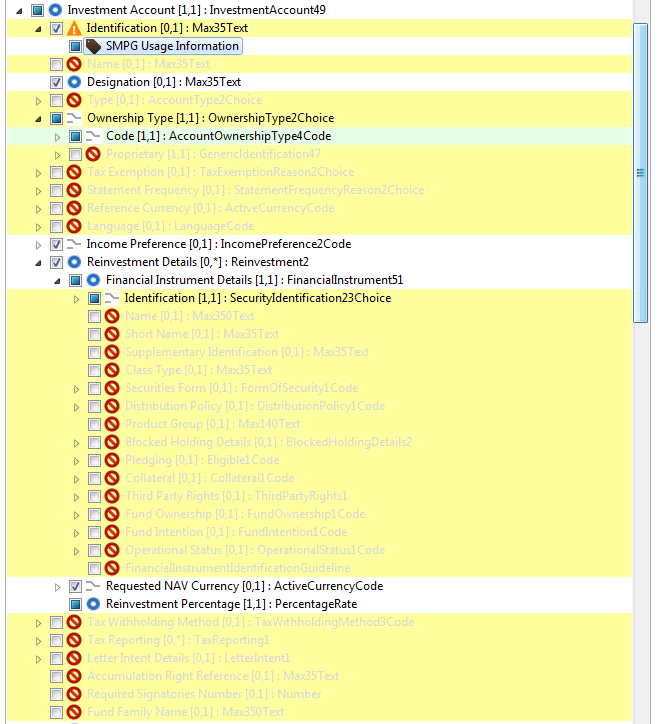 Investment Account [1,1] : InvestmentAccount49
Identification [0,1] : Max35Text
SMPG Usage Information
Name [0,1] : Max35Text
Designation [0,1] : Max35Text
Type [0,1] : AccountType2Choice
Ownership Type [1,1] : OwnershipType2Choice
Code [1,1] : AccountOwnershipType4Code
Proprietary [1,1] : GenericIdentification47
Tax Exemption [0,1] : TaxExemptionReason2Choice
Statement Frequency [0,1] : StatementFrequencyReason2Choice
Reference Currency [0,1] : ActiveCurrencyCode
Language [0,1] : LanguageCode
Income Preference [0,1] : IncomePreference2Code
Reinvestment Details [0,*] : Reinvestment2
Financial Instrument Details [1,1] : FinancialInstrument51
Identification [1,1] : SecurityIdentification23Choice
Name [0,1] : Max350Text
Short Name [0,1] : Max35Text
Supplementary Identification [0,1] : Max35Text
Class Type [0,1] : Max35Text
Securities Form [0,1] : FormOfSecurity1Code
Distribution Policy [0,1] : DistributionPolicy1Code
Product Group [0,1] : Max140Text
Blocked Holding Details [0,1] : BlockedHoldingDetails2
Pledging [0,1] : Eligible1Code
Collateral [0,1] : Collateral1Code
Third Party Rights [0,1] : ThirdPartyRights1
Fund Ownership [0,1] : FundOwnership1Code
Fund Intention [0,1] : FundIntention1Code
Operational Status [0,1] : OperationalStatus1Code
FinancialInstrumentIdentificationGuideline
Requested NAV Currency [0,1] : ActiveCurrencyCode
Reinvestment Percentage [1,1] : PercentageRate
Tax Withholding Method [0,1] : TaxWithholdingMethod3Code
Tax Reporting [0,*] : TaxReporting1
Letter Intent Details [0,1] : LetterIntent1
Accumulation Right Reference [0,1] : Max35Text
Required Signatories Number [0,1] : Number
Fund Family Name [0,1] : Max350Text